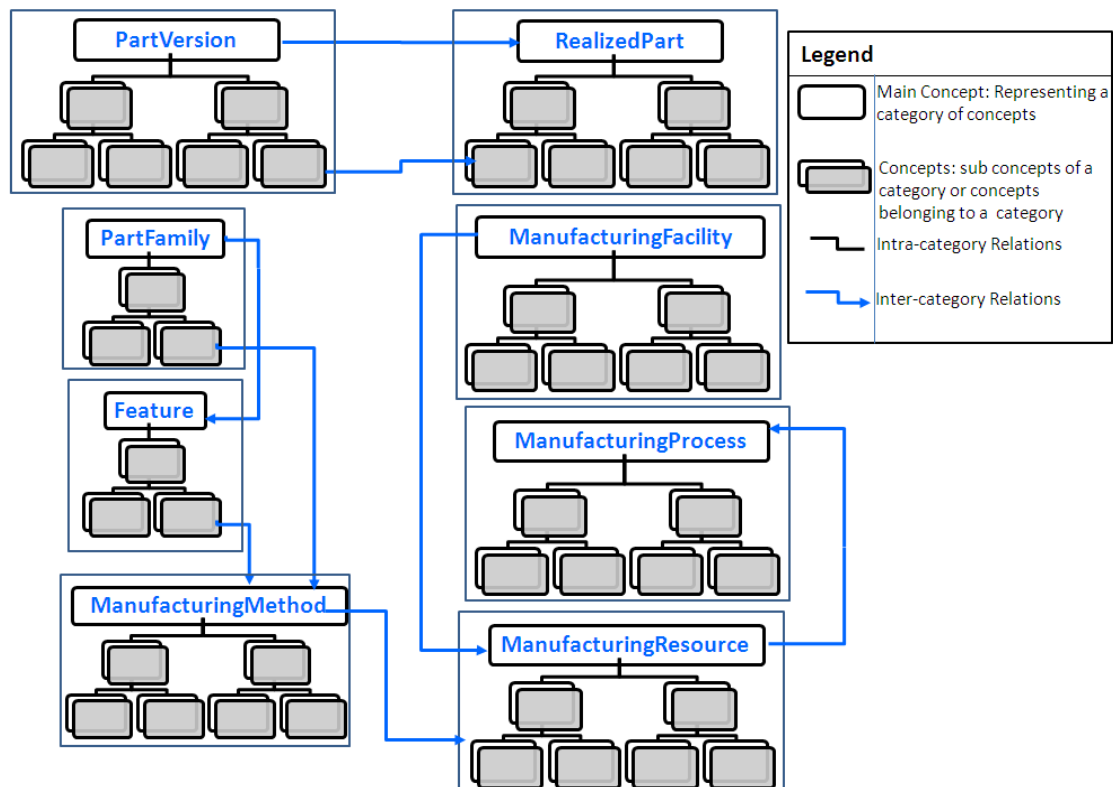 PartVersion
RealizedPart
Legend
Main Concept: Representing a
category of concepts
Concepts: sub concepts of a
category or concepts
belonging to a category
Intra-category Relations
Inter-category Relations
PartFamily
ManufacturingFacility
Feature
ManufacturingProcess
ManufacturingMethod
ManufacturingResource